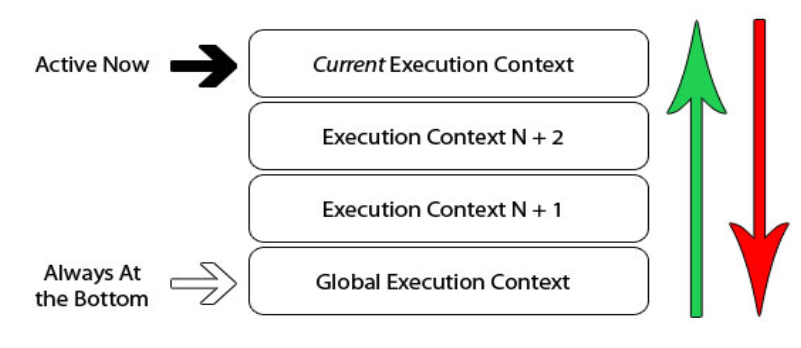 Active Now
Current Execution Context
Execution Context N + 2
Execution Context N + 1
Always At
the Bottom
Global Execution Context